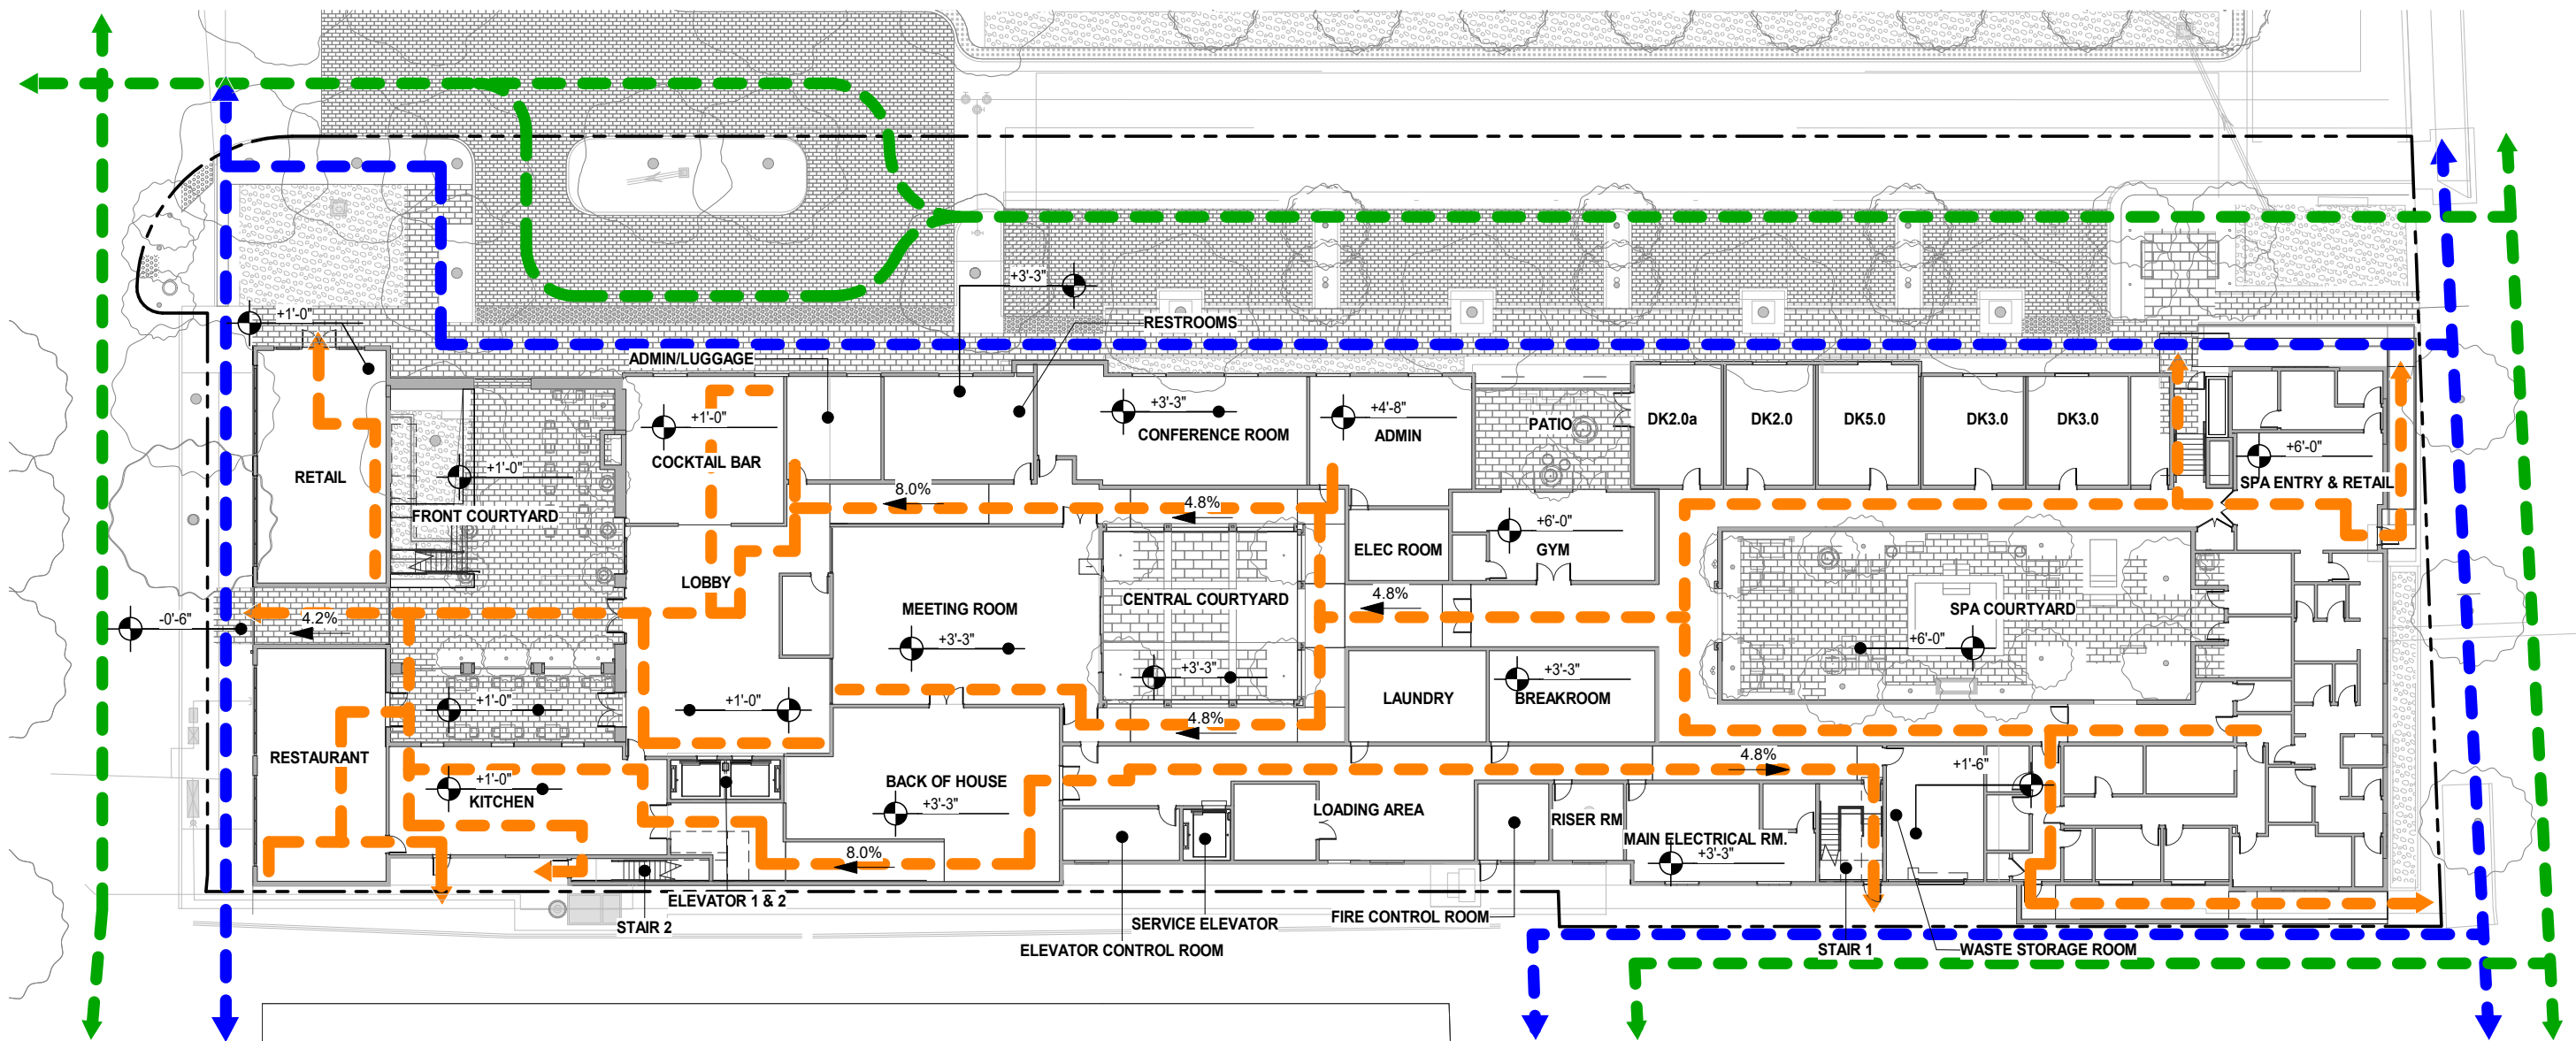 +3'-3"
+1'-0"
RESTROOMS
ADMIN/LUGGAGE
+1'-0"
+3'-3"
+4'-8"
CONFERENCE ROOM
ADMIN
PATIO
DK2.0a
DK2.0
DK5.0
DK3.0
DK3.0
+6'-0"
COCKTAIL BAR
RETAIL
+1'-0"
SPA ENTRY & RETAIL
8.0%
4.8%
FRONT COURTYARD
+6'-0"
ELEC ROOM
GYM
LOBBY
4.8%
CENTRAL COURTYARD
MEETING ROOM
SPA COURTYARD
-0'-6"
4.2%
+3'-3"
+6'-0"
+3'-3"
+3'-3"
LAUNDRY
BREAKROOM
+1'-0"
+1'-0"
4.8%
RESTAURANT
4.8%
+1'-6"
+1'-0"
BACK OF HOUSE
KITCHEN
+3'-3"
LOADING AREA
RISER RM
MAIN ELECTRICAL RM.
8.0%
+3'-3"
ELEVATOR 1 & 2
FIRE CONTROL ROOM
STAIR 2
SERVICE ELEVATOR
ELEVATOR CONTROL ROOM
STAIR 1
WASTE STORAGE ROOM